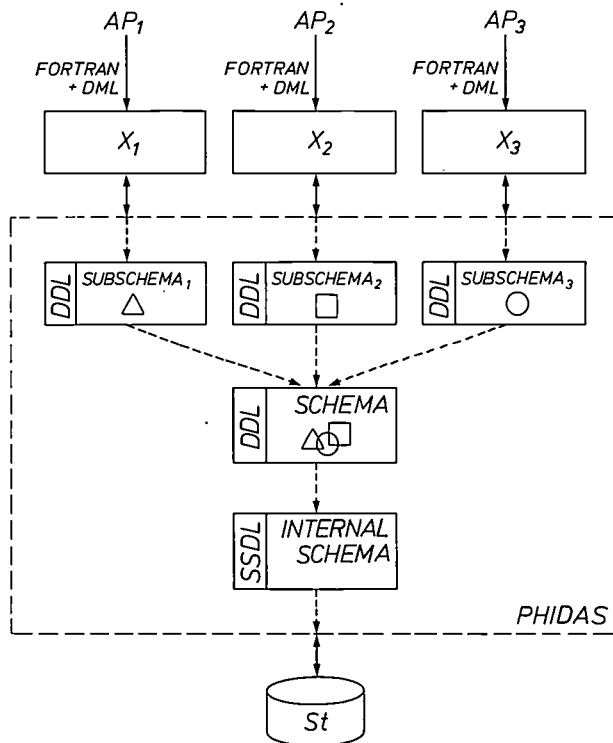 AP1
AP2
AP3
FORTRAN
+ DML
FORTRAN
+ DML
FORTRAN
+ DML
X1
X2
X3
DDL
SUBSCHEMA1
DDL
SUBSCHEMA2
DDL
SUBSCHEMA3
DDL
SCHEMA
SSDL
INTERNAL
SCHEMA
PHIDAS
St